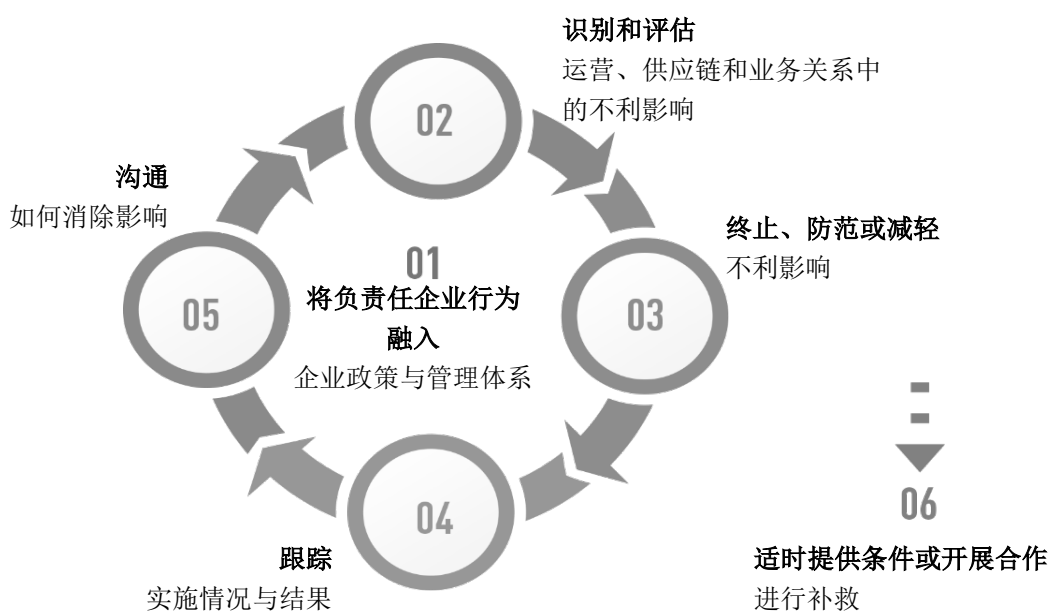 01
将负责任企业行为
融入
企业政策与管理体系
02
识别和评估
运营、供应链和业务关系中
的不利影响
03
终止、防范或减轻
不利影响
04
跟踪
实施情况与结果
05
沟通
如何消除影响
06
适时提供条件或开展合作
进行补救